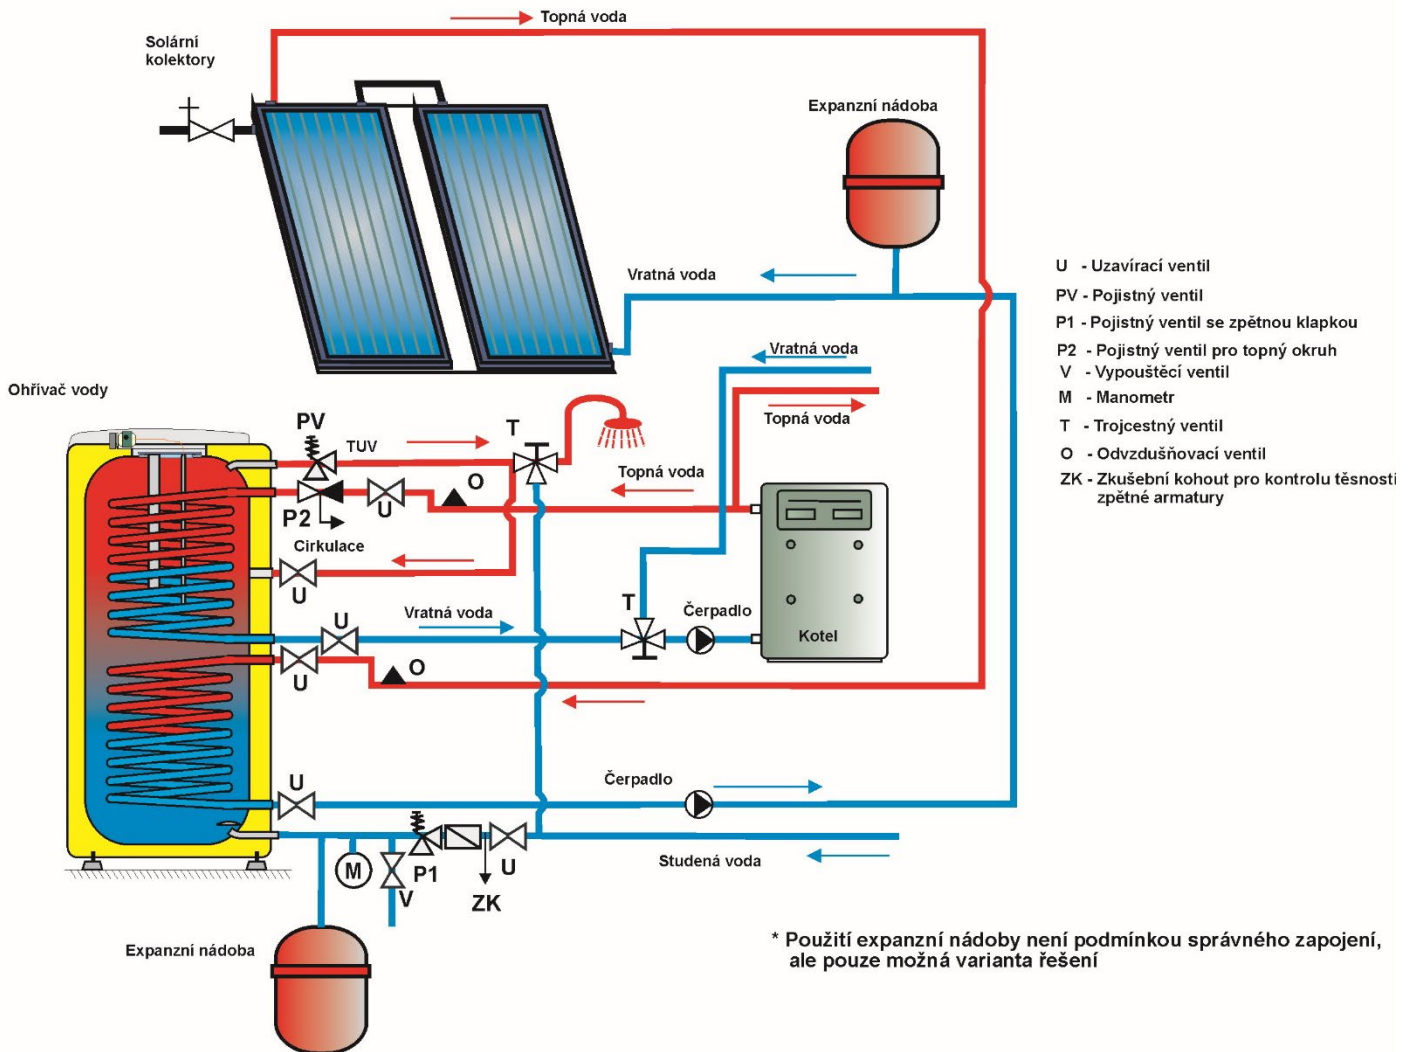 Topná voda
Solární
kolektory
Expanzní nádoba
Vratná voda
U - Uzavírací ventil
PV - Pojistný ventil
P1 - Pojistný ventil se zpětnou klapkou
P2 - Pojistný ventil pro topný okruh
V - Vypouštěcí ventil
M - Manometr
T - Trojcestný ventil
O - Odvzdušňovací ventil
ZK - Zkušební kohout pro kontrolu těsnosti
zpětné armatury
Vratná voda
Topná voda
Ohřívač vody
PV
TUV
T
Topná voda
O
P2
U
Cirkulace
U
Vratná voda
U
T
Čerpadlo
Kotel
U
O
U
Čerpadlo
M
V
P1
ZK
U
Studená voda
Expanzní nádoba
* Použití expanzní nádoby není podmínkou správného zapojení,
ale pouze možná varianta řešení